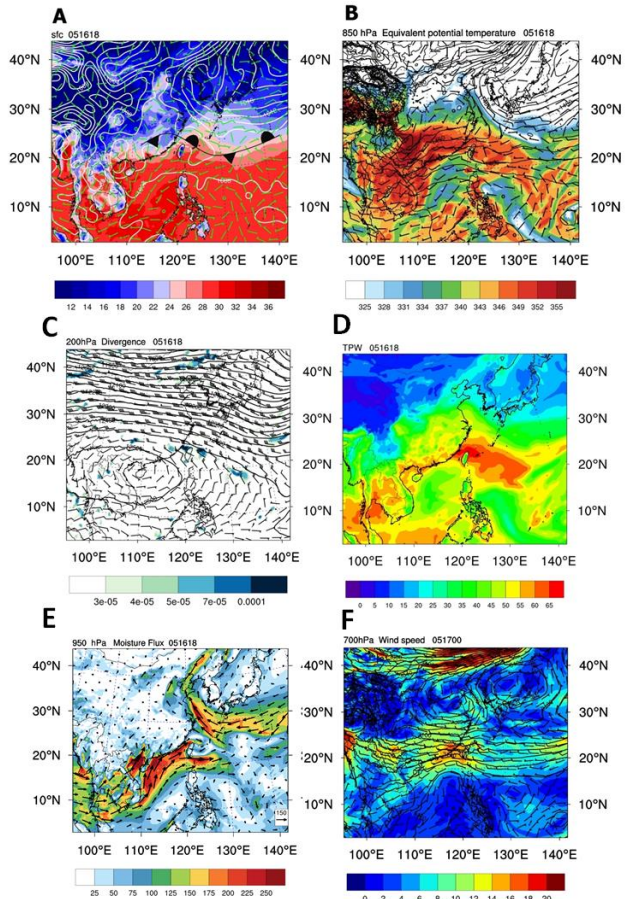 A
sfc 051618
40°N
30°N
20°N
10°N
100°E 110°E 120°E 130°E 140°E
12 14 16 18 20 22 24 26 28 30 32 34 36
B
850 hPa Equivalent potential temperature 051618
40°N
30°N
20°N
10°N
100°E 110°E 120°E 130°E 140°E
325 328 331 334 337 340 343 346 349 352 355
C
200hPa Divergence 051618
40°N
30°N
20°N
10°N
100°E 110°E 120°E 130°E 140°E
3e-05 4e-05 5e-05 7e-05 0.0001
D
TPW 051618
40°N
30°N
20°N
10°N
100°E 110°E 120°E 130°E 140°E
0 5 10 15 20 25 30 35 40 45 50 55 60 65
E
950 hPa Moisture Flux 051618
40°N
30°N
20°N
10°N
150
100°E 110°E 120°E 130°E 140°E
25 50 75 100 125 150 175 200 225 250
F
700hPa Wind speed 051700
40°N
30°N
20°N
10°N
100°E 110°E 120°E 130°E 140°E
0 2 4 6 8 10 12 14 16 18 20